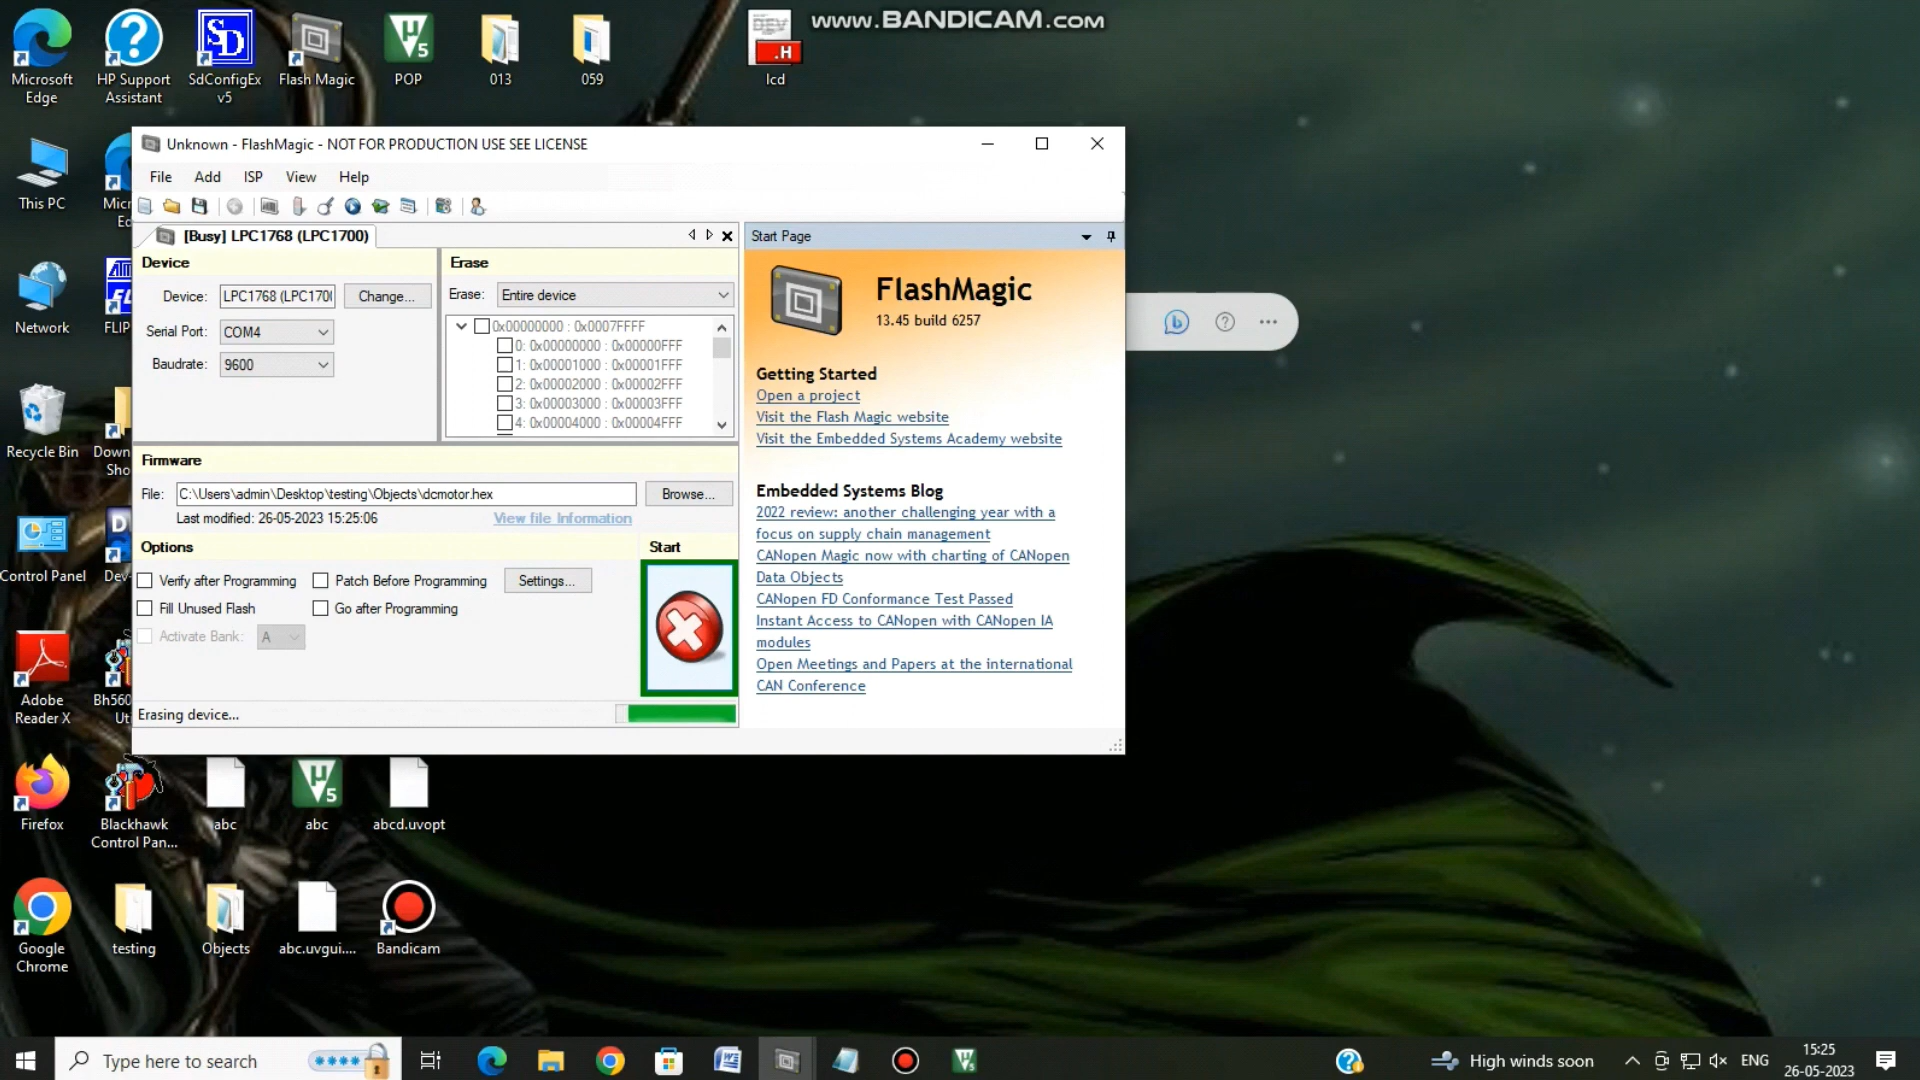 www.BANDICAM.com
Microsoft
Edge
HP Support
Assistant
SdConfigEx
v5
Flash Magic
POP
013
059
lcd
Unknown - FlashMagic - NOT FOR PRODUCTION USE SEE LICENSE
File Add ISP View Help
This PC
Micr
Ed
[Busy] LPC1768 (LPC1700)
Device
Device: LPC1768 (LPC170 Change...
Serial Port: COM4
Baudrate: 9600
Erase
Erase: Entire device
0x00000000 : 0x0007FFFF
0: 0x00000000 : 0x00000FFF
1: 0x00001000 : 0x00001FFF
2: 0x00002000 : 0x00002FFF
3: 0x00003000 : 0x00003FFF
4: 0x00004000 : 0x00004FFF
Network
FLIP
Firmware
File: C:\Users\admin\Desktop\testing\Objects\dcmotor.hex Browse...
Last modified: 26-05-2023 15:25:06 View file Information
Options
Start
Verify after Programming Patch Before Programming Settings...
Fill Unused Flash Go after Programming
Activate Bank: A
Erasing device...
Start Page
FlashMagic
13.45 build 6257
Getting Started
Open a project
Visit the Flash Magic website
Visit the Embedded Systems Academy website
Embedded Systems Blog
2022 review: another challenging year with a
focus on supply chain management
CANopen Magic now with charting of CANopen
Data Objects
CANopen FD Conformance Test Passed
Instant Access to CANopen with CANopen IA
modules
Open Meetings and Papers at the international
CAN Conference
Recycle Bin
Down
Sho
Control Panel
Dev-
Adobe
Reader X
Bh560
Ut
Firefox
Blackhawk
Control Pan...
abc
abc
abcd.uvopt
Google
Chrome
testing
Objects
abc.uvgui....
Bandicam
Type here to search
High winds soon
ENG
15:25
26-05-2023